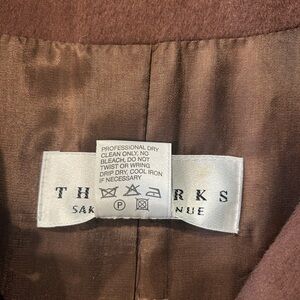 PROFESSIONAL DRY
CLEAN ONLY, NO
BLEACH, DO NOT
TWIST OR WRING
DRIP DRY, COOL IRON
IF NECESSARY
P
TH RKS
SAK NUE